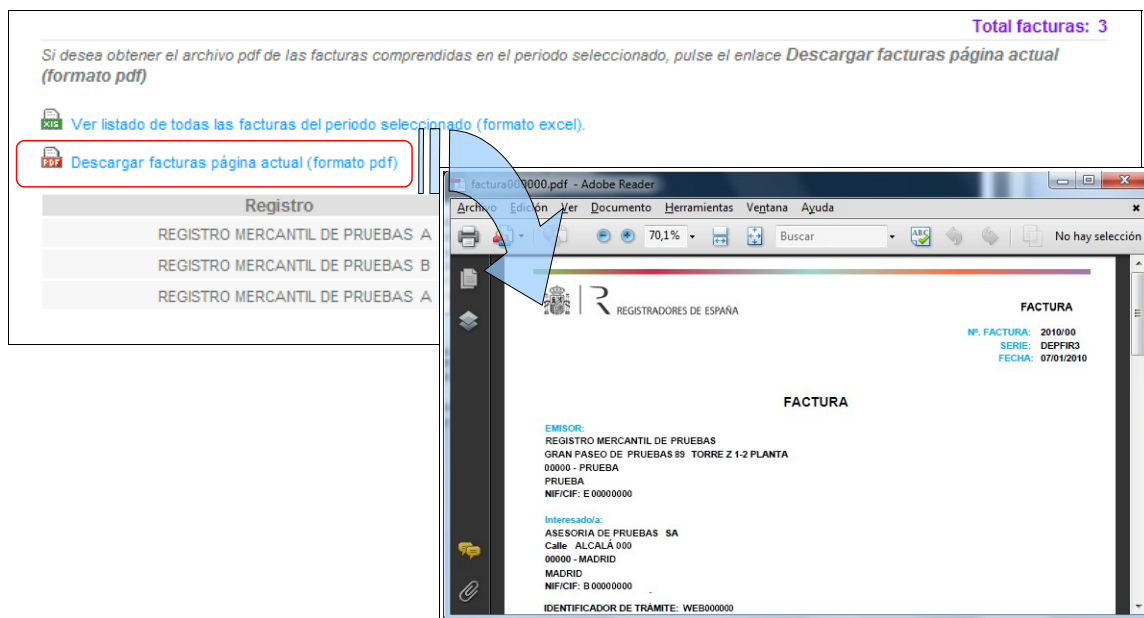 Total facturas: 3
Si desea obtener el archivo pdf de las facturas comprendidas en el periodo seleccionado, pulse el enlace Descargar facturas página actual
(formato pdf)
XLS
Ver listado de todas las facturas del periodo seleccionado (formato excel).
PDF
Descargar facturas página actual (formato pdf)
Registro
REGISTRO MERCANTIL DE PRUEBAS A
REGISTRO MERCANTIL DE PRUEBAS B
REGISTRO MERCANTIL DE PRUEBAS A
factura000000.pdf - Adobe Reader
Archivo Edición Ver Documento Herramientas Ventana Ayuda
70,1% Buscar ABC No hay selección
REGISTRADORES DE ESPAÑA
FACTURA
Nº. FACTURA: 2010/00
SERIE: DEPFIR3
FECHA: 07/01/2010
FACTURA
EMISOR:
REGISTRO MERCANTIL DE PRUEBAS
GRAN PASEO DE PRUEBAS 89 TORRE Z 1-2 PLANTA
00000 - PRUEBA
PRUEBA
NIF/CIF: E 00000000
Interesado/a:
ASESORIA DE PRUEBAS SA
Calle ALCALÁ 000
00000 - MADRID
MADRID
NIF/CIF: B 00000000
IDENTIFICADOR DE TRÁMITE: WEB000000